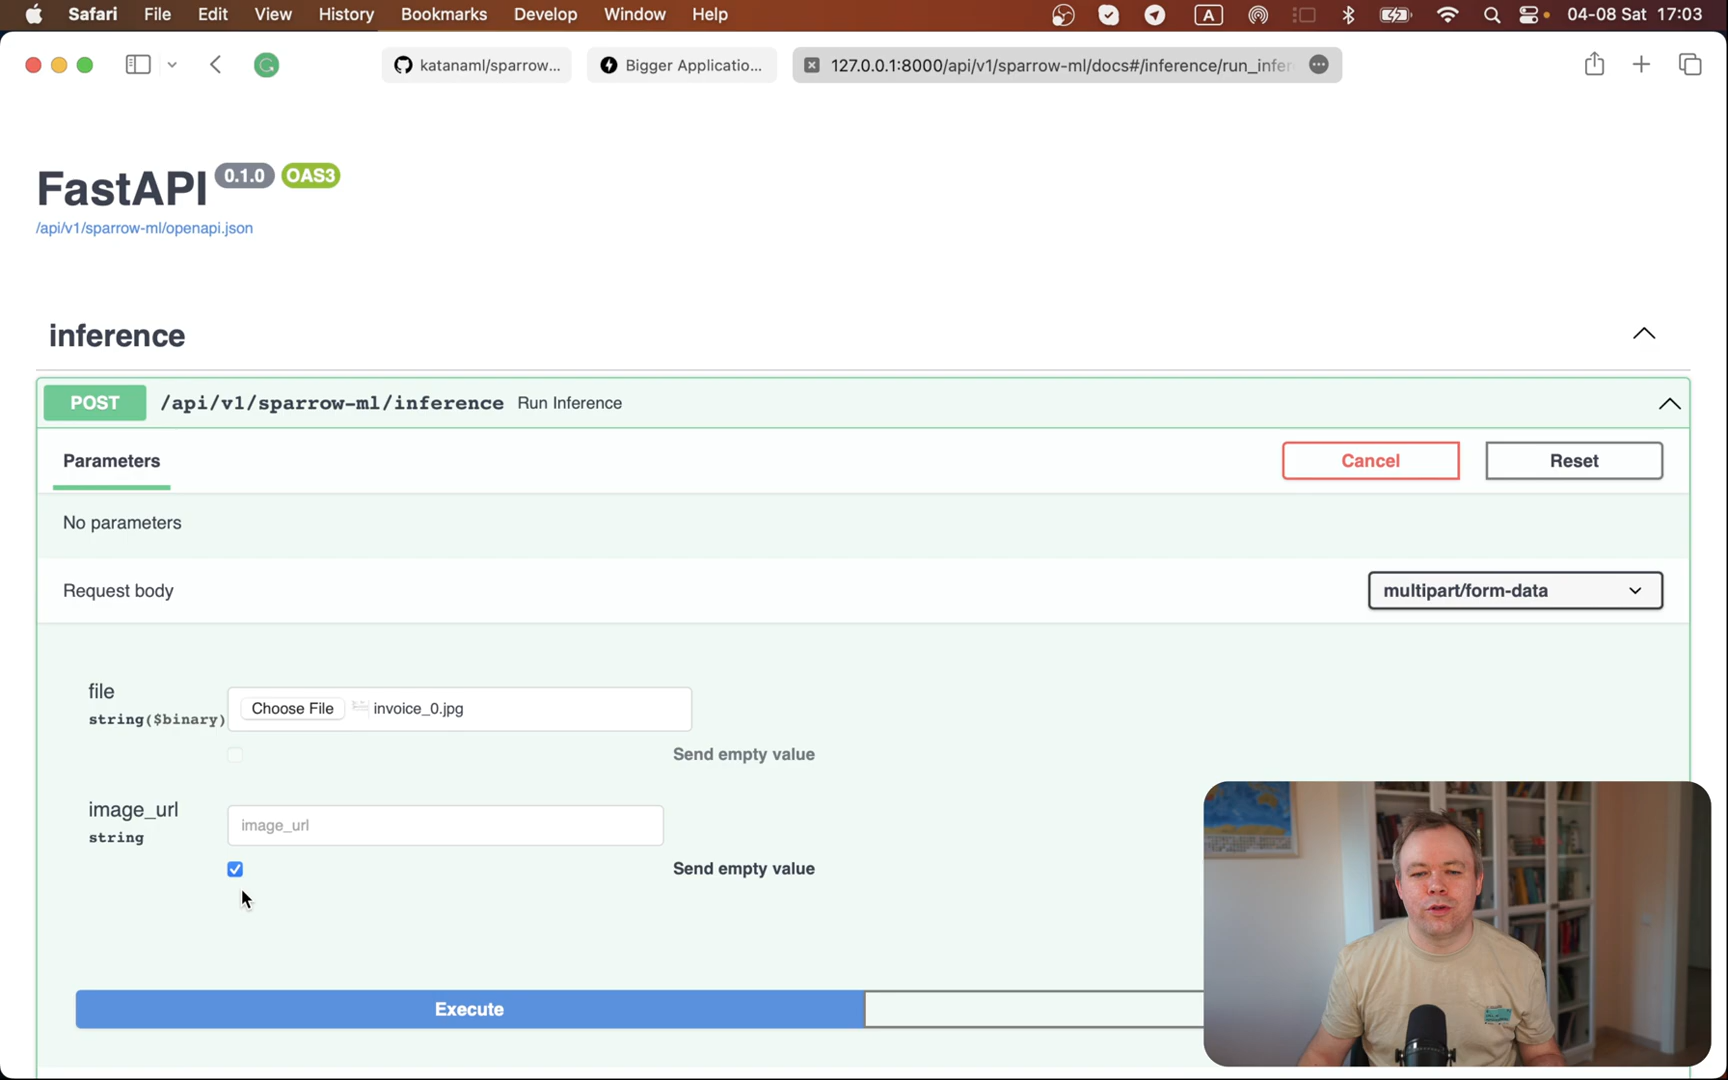 Safari File Edit View History Bookmarks Develop Window Help A 04-08 Sat 17:03
katanaml/sparrow... Bigger Applicatio... 127.0.0.1:8000/api/v1/sparrow-ml/docs#/inference/run_infer
FastAPI 0.1.0 OAS3
/api/v1/sparrow-ml/openapi.json
inference
POST /api/v1/sparrow-ml/inference Run Inference
Parameters Cancel Reset
No parameters
Request body multipart/form-data
file
string($binary)
Choose File invoice_0.jpg
Send empty value
image_url
string
image_url
Send empty value
Execute